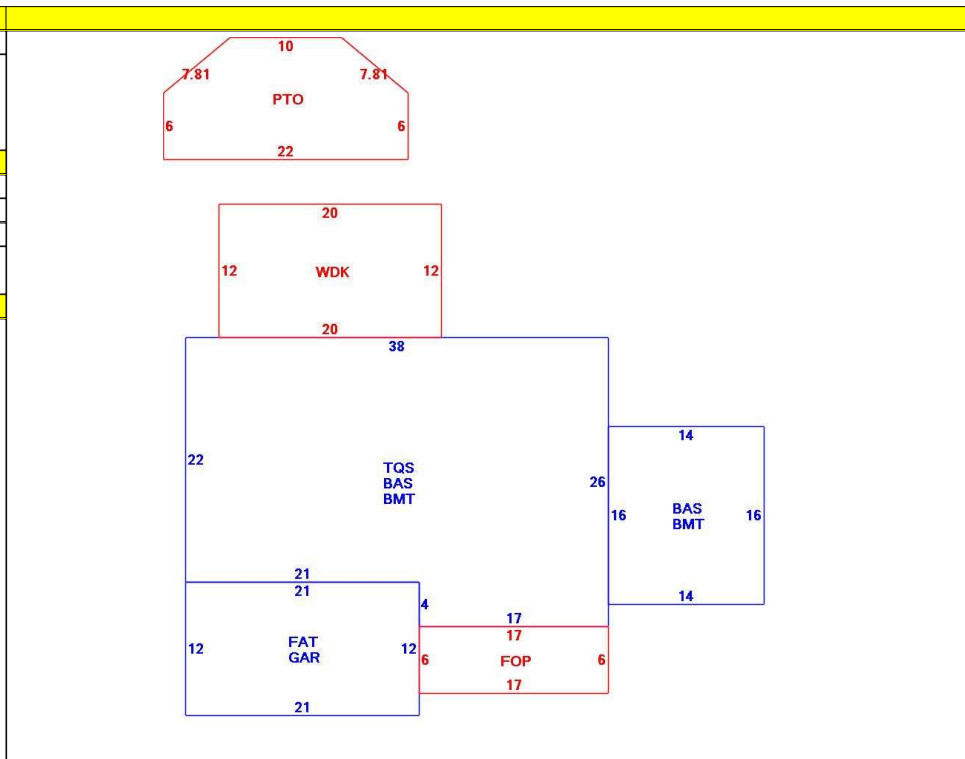 10
7.81 7.81
PTO
6 6
22
20
12 WDK 12
20
38
14
22
TQS
BAS
BMT
26
16 BAS 16
BMT
21
21
4
14
17
17
12 FAT 12
GAR
6 FOP 6
17
21